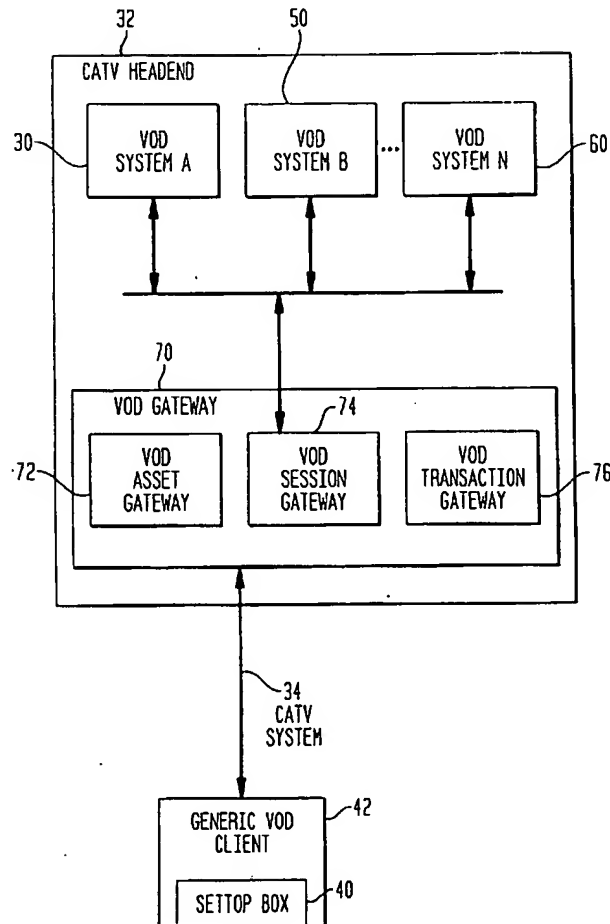 32
50
CATV HEADEND
30
VOD
SYSTEM A
VOD
SYSTEM B
...
VOD
SYSTEM N
60
70
VOD GATEWAY
74
72
VOD
ASSET
GATEWAY
VOD
SESSION
GATEWAY
VOD
TRANSACTION
GATEWAY
76
34
CATV
SYSTEM
GENERIC VOD
CLIENT
42
SETTOP BOX
40